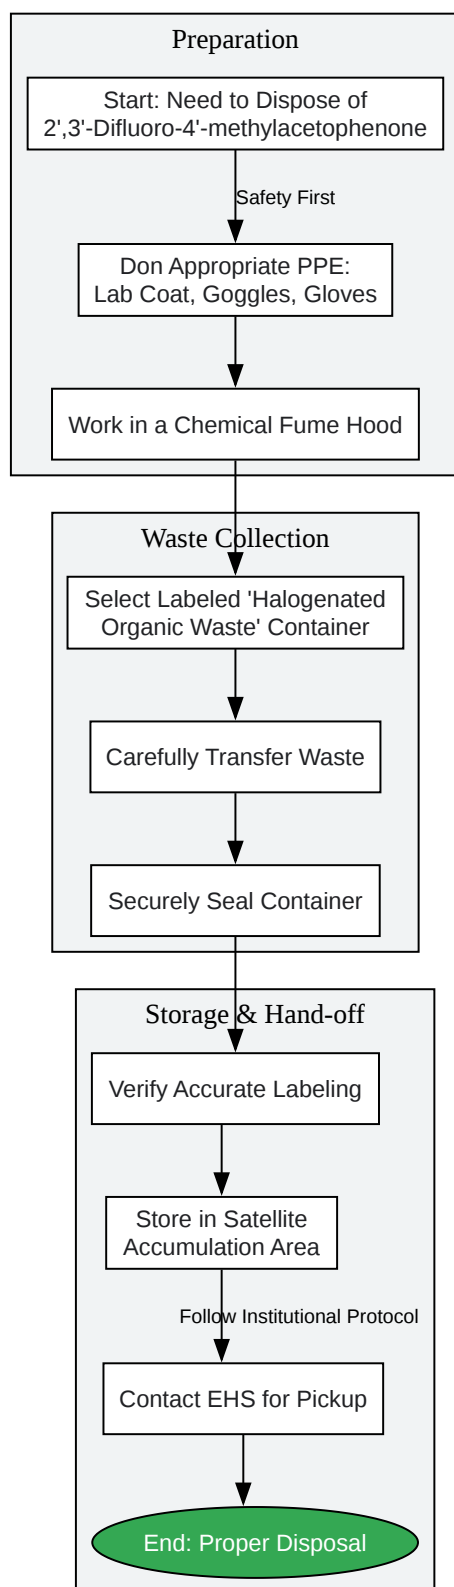 Preparation
Start: Need to Dispose of
2',3'-Difluoro-4'-methylacetophenone
Safety First
Don Appropriate PPE:
Lab Coat, Goggles, Gloves
Work in a Chemical Fume Hood
Waste Collection
Select Labeled 'Halogenated
Organic Waste' Container
Carefully Transfer Waste
Securely Seal Container
Storage & Hand-off
Verify Accurate Labeling
Store in Satellite
Accumulation Area
Follow Institutional Protocol
Contact EHS for Pickup
End: Proper Disposal